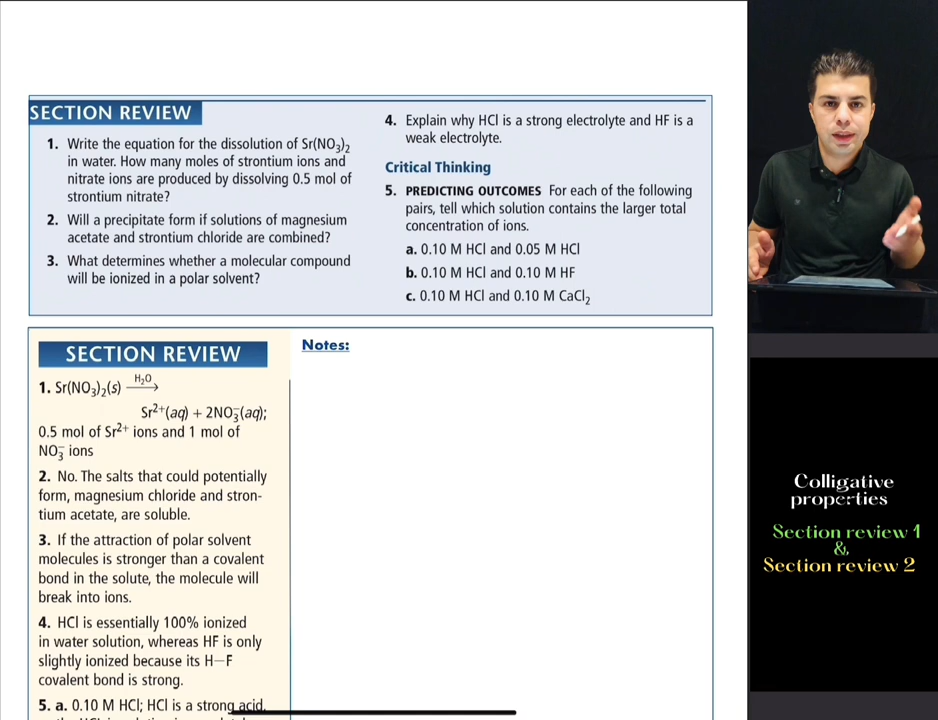 SECTION REVIEW
1. Write the equation for the dissolution of Sr(NO₃)₂
in water. How many moles of strontium ions and
nitrate ions are produced by dissolving 0.5 mol of
strontium nitrate?
2. Will a precipitate form if solutions of magnesium
acetate and strontium chloride are combined?
3. What determines whether a molecular compound
will be ionized in a polar solvent?
4. Explain why HCl is a strong electrolyte and HF is a
weak electrolyte.
Critical Thinking
5. PREDICTING OUTCOMES For each of the following
pairs, tell which solution contains the larger total
concentration of ions.
a. 0.10 M HCl and 0.05 M HCl
b. 0.10 M HCl and 0.10 M HF
c. 0.10 M HCl and 0.10 M CaCl₂
SECTION REVIEW
1. Sr(NO₃)₂(s) H₂O→
Sr²⁺(aq) + 2NO₃⁻(aq);
0.5 mol of Sr²⁺ ions and 1 mol of
NO₃⁻ ions
2. No. The salts that could potentially
form, magnesium chloride and stron-
tium acetate, are soluble.
3. If the attraction of polar solvent
molecules is stronger than a covalent
bond in the solute, the molecule will
break into ions.
4. HCl is essentially 100% ionized
in water solution, whereas HF is only
slightly ionized because its H—F
covalent bond is strong.
5. a. 0.10 M HCl; HCl is a strong acid,
Notes:
Colligative
properties
Section review 1
&,
Section review 2